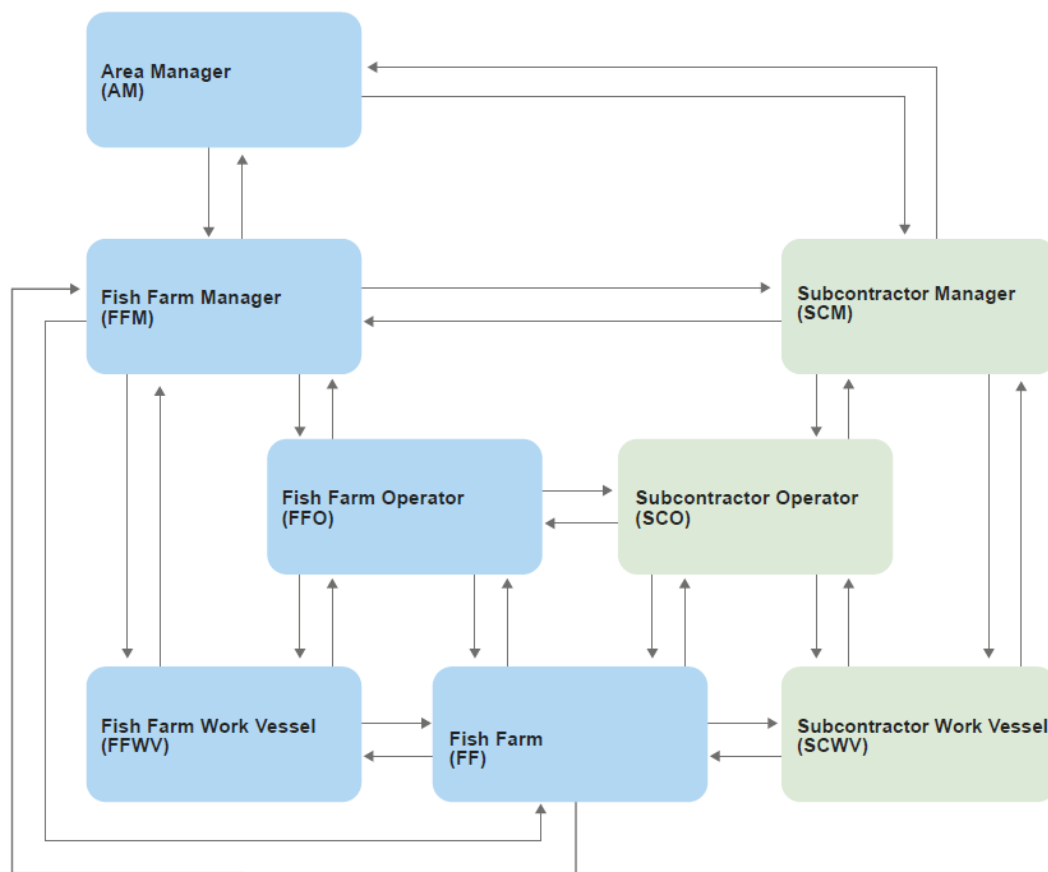 Area Manager
(AM)
Fish Farm Manager
(FFM)
Subcontractor Manager
(SCM)
Fish Farm Operator
(FFO)
Subcontractor Operator
(SCO)
Fish Farm Work Vessel
(FFWV)
Fish Farm
(FF)
Subcontractor Work Vessel
(SCWV)